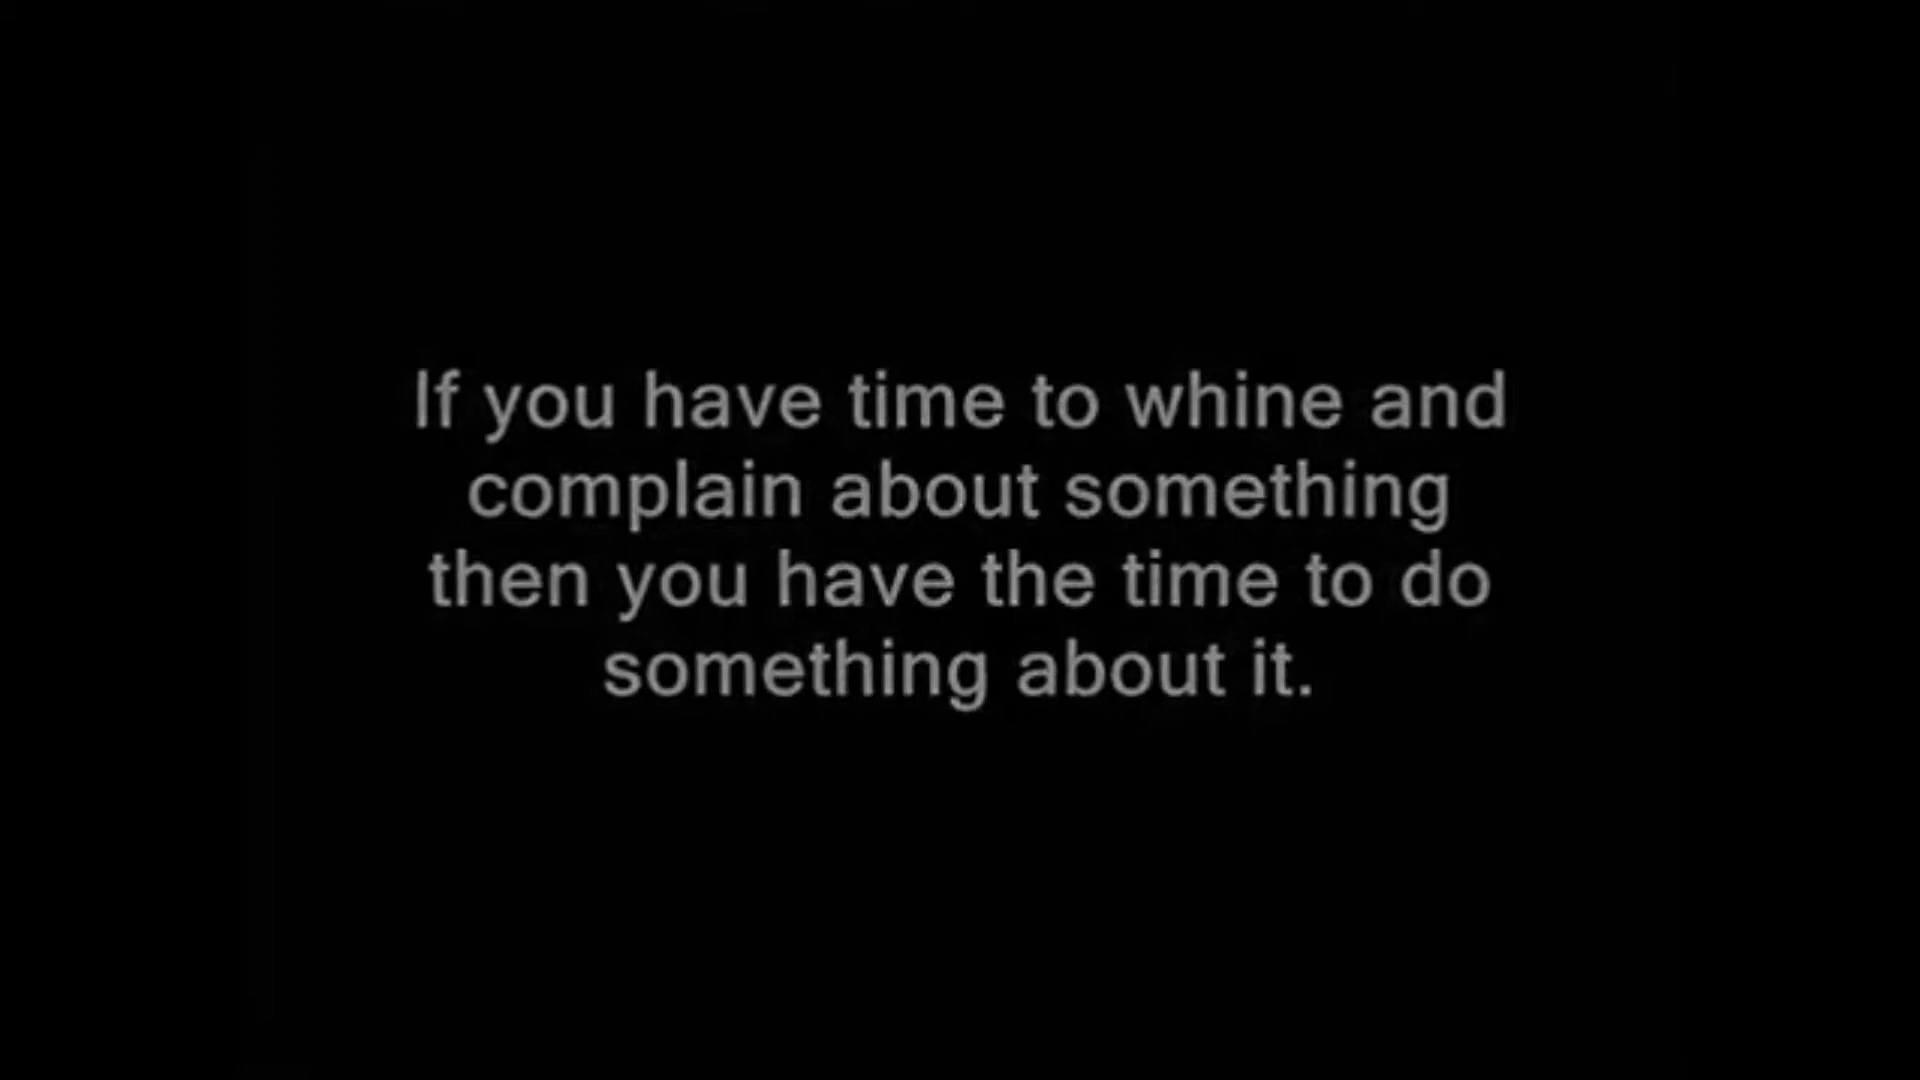 If you have time to whine and
complain about something
then you have the time to do
something about it.